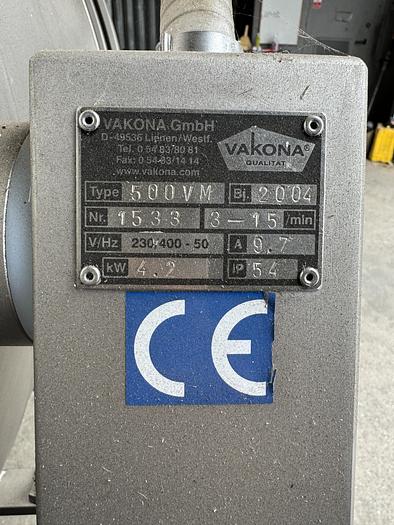 VAKONA GmbH
D-49536 Lienen/Westf.
Tel. 0 54 83/80 81
Fax: 0 54-83/14 14
www.vakona.com
VAKONA®
QUALITÄT
Type 500VM Bj. 2004
Nr. 1533 3-15/min
V/Hz 230/400-50 A 9.7
kW 4.2 IP 54
CE